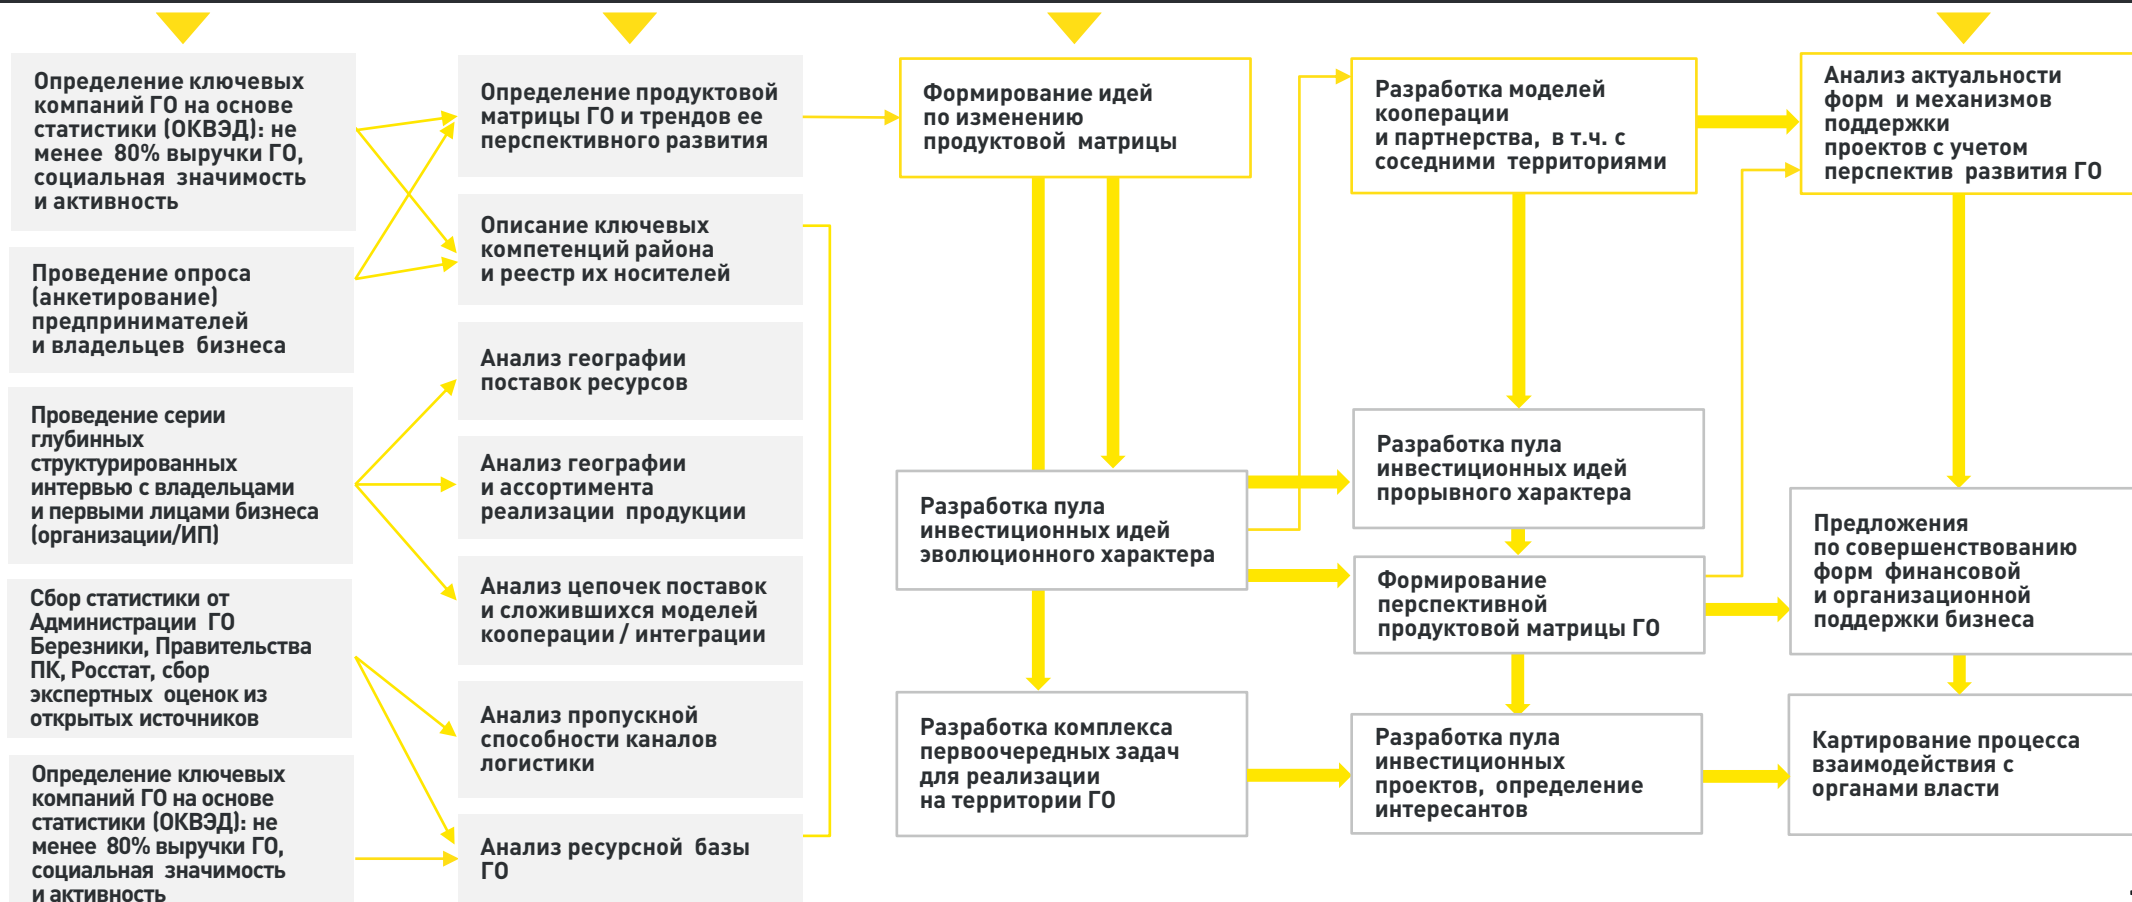 Определение ключевых
компаний ГО на основе
статистики (ОКВЭД): не
менее 80% выручки ГО,
социальная значимость
и активность
Проведение опроса
(анкетирование)
предпринимателей
и владельцев бизнеса
Проведение серии
глубинных
структурированных
интервью с владельцами
и первыми лицами бизнеса
(организации/ИП)
Сбор статистики от
Администрации ГО
Березники, Правительства
ПК, Росстат, сбор
экспертных оценок из
открытых источников
Определение ключевых
компаний ГО на основе
статистики (ОКВЭД): не
менее 80% выручки ГО,
социальная значимость
и активность
Определение продуктовой
матрицы ГО и трендов ее
перспективного развития
Описание ключевых
компетенций района
и реестр их носителей
Анализ географии
поставок ресурсов
Анализ географии
и ассортимента
реализации продукции
Анализ цепочек поставок
и сложившихся моделей
кооперации / интеграции
Анализ пропускной
способности каналов
логистики
Анализ ресурсной базы
ГО
Формирование идей
по изменению
продуктовой матрицы
Разработка пула
инвестиционных идей
эволюционного характера
Разработка комплекса
первоочередных задач
для реализации
на территории ГО
Разработка моделей
кооперации
и партнерства, в т.ч. с
соседними территориями
Разработка пула
инвестиционных идей
прорывного характера
Формирование
перспективной
продуктовой матрицы ГО
Разработка пула
инвестиционных
проектов, определение
интересантов
Анализ актуальности
форм и механизмов
поддержки
проектов с учетом
перспектив развития ГО
Предложения
по совершенствованию
форм финансовой
и организационной
поддержки бизнеса
Картирование процесса
взаимодействия с
органами власти